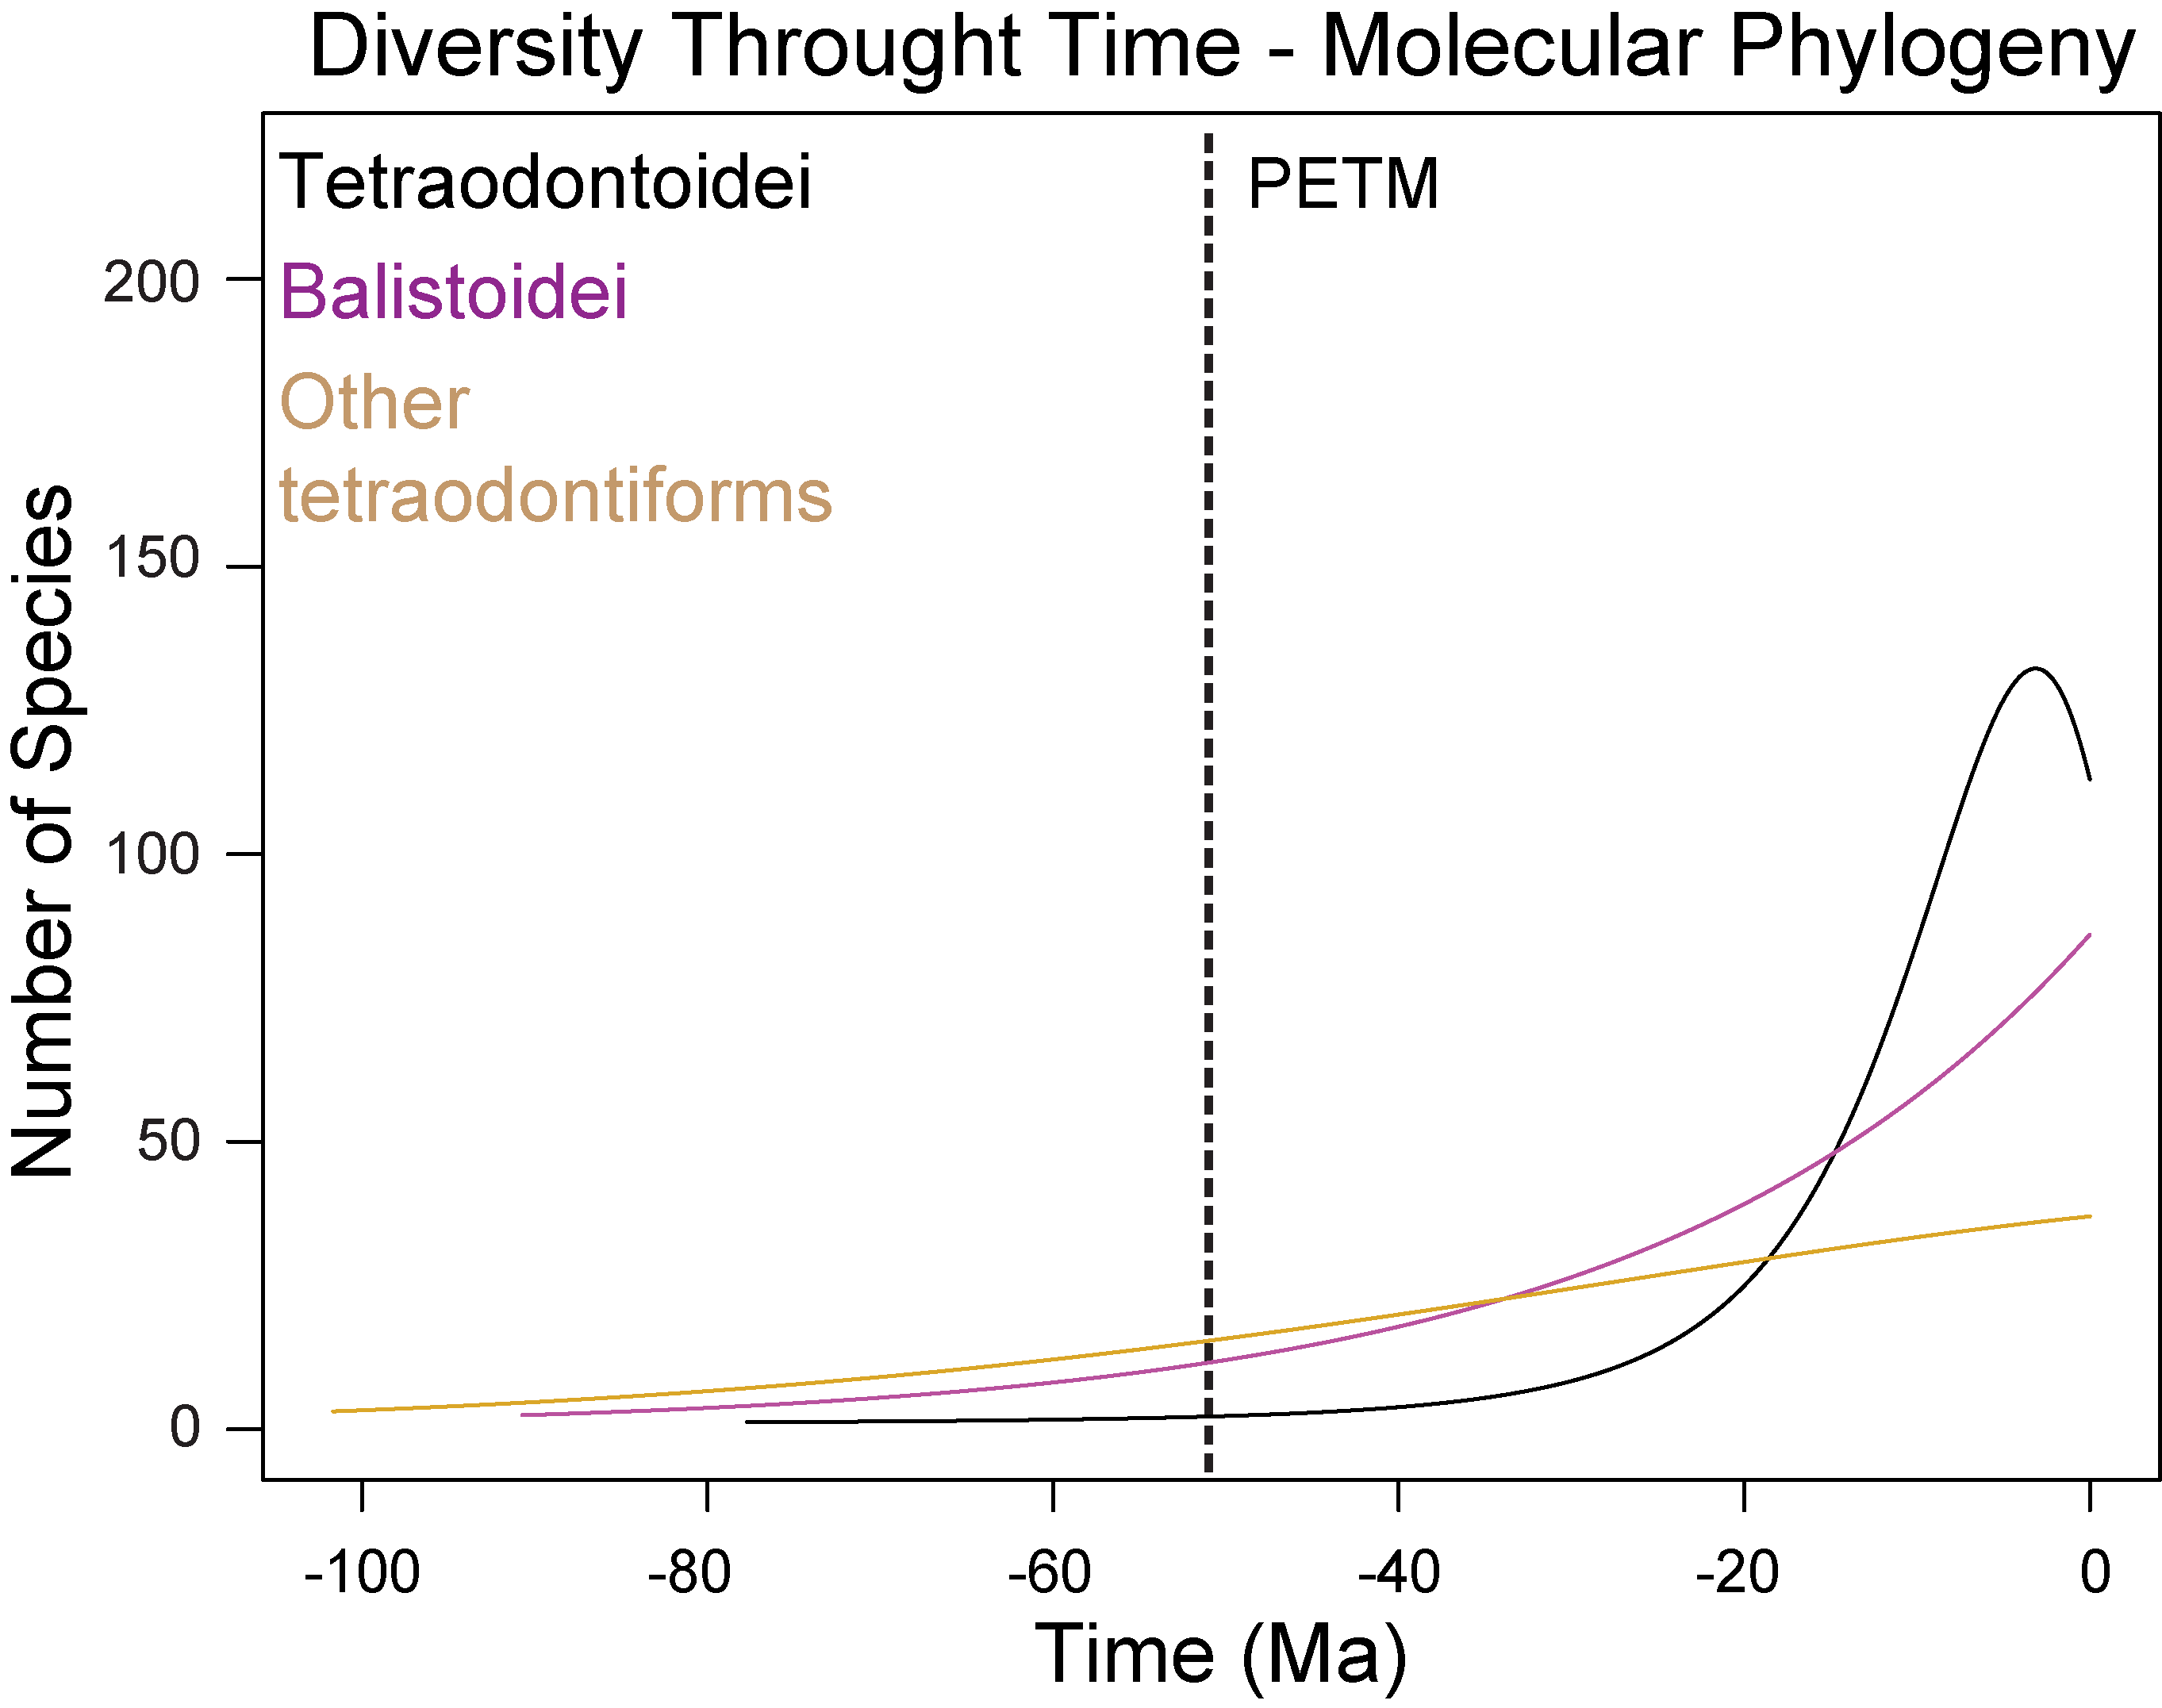 Diversity Throught Time - Molecular Phylogeny
Tetraodontoidei
PETM
Balistoidei
Other
tetraodontiforms
Number of Species
200
150
100
50
0
-100
-80
-60
-40
-20
0
Time (Ma)